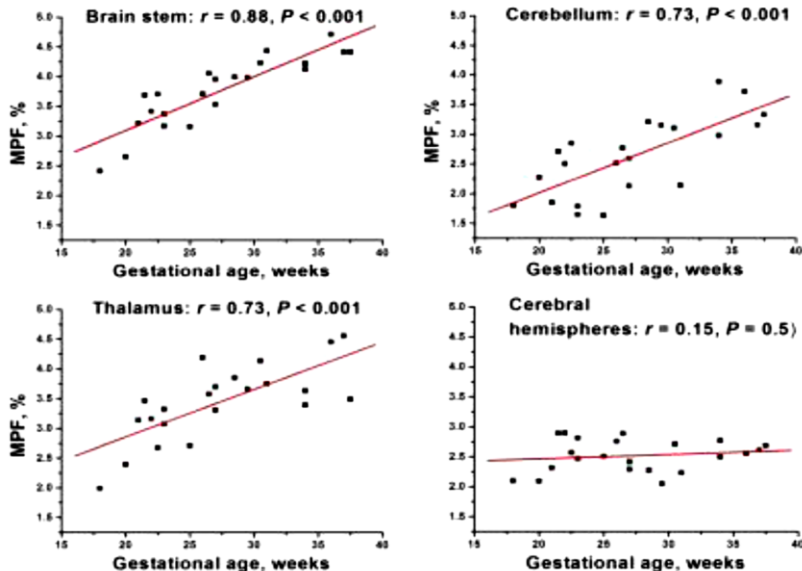 Brain stem: r = 0.88, P < 0.001
MPF, %
5.0
4.5
4.0
3.5
3.0
2.5
2.0
1.5
15 20 25 30 35 40
Gestational age, weeks
Cerebellum: r = 0.73, P < 0.001
MPF, %
5.0
4.5
4.0
3.5
3.0
2.5
2.0
1.5
15 20 25 30 35 40
Gestational age, weeks
Thalamus: r = 0.73, P < 0.001
MPF, %
5.0
4.5
4.0
3.5
3.0
2.5
2.0
1.5
15 20 25 30 35 40
Gestational age, weeks
Cerebral
hemispheres: r = 0.15, P = 0.5)
MPF, %
5.0
4.5
4.0
3.5
3.0
2.5
2.0
1.5
15 20 25 30 35 40
Gestational age, weeks